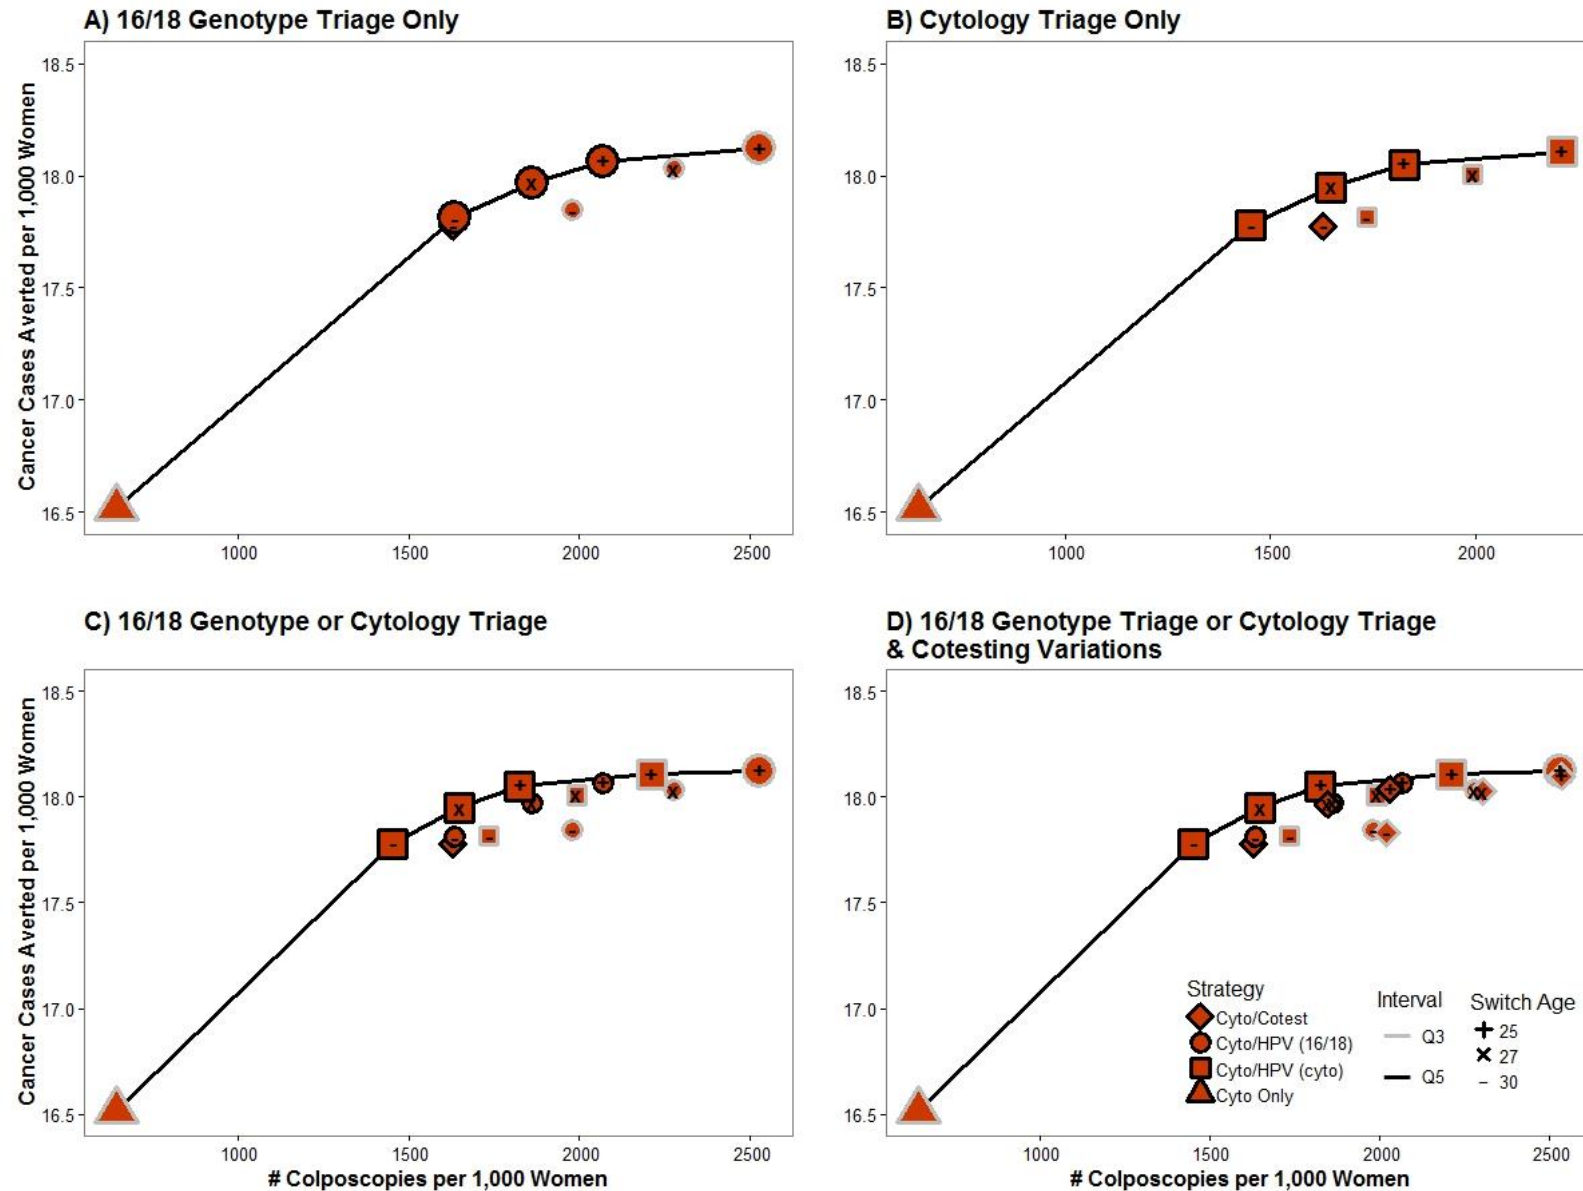 A) 16/18 Genotype Triage Only
B) Cytology Triage Only
Cancer Cases Averted per 1,000 Women
18.5
18.0
17.5
17.0
16.5
1000 1500 2000 2500
18.5
18.0
17.5
17.0
16.5
1000 1500 2000
C) 16/18 Genotype or Cytology Triage
D) 16/18 Genotype Triage or Cytology Triage
& Cotesting Variations
Cancer Cases Averted per 1,000 Women
18.5
18.0
17.5
17.0
16.5
1000 1500 2000 2500
# Colposcopies per 1,000 Women
18.5
18.0
17.5
17.0
16.5
Strategy
Cyto/Cotest
Cyto/HPV (16/18)
Cyto/HPV (cyto)
Cyto Only
Interval
Q3
Q5
Switch Age
25
27
30
1000 1500 2000 2500
# Colposcopies per 1,000 Women